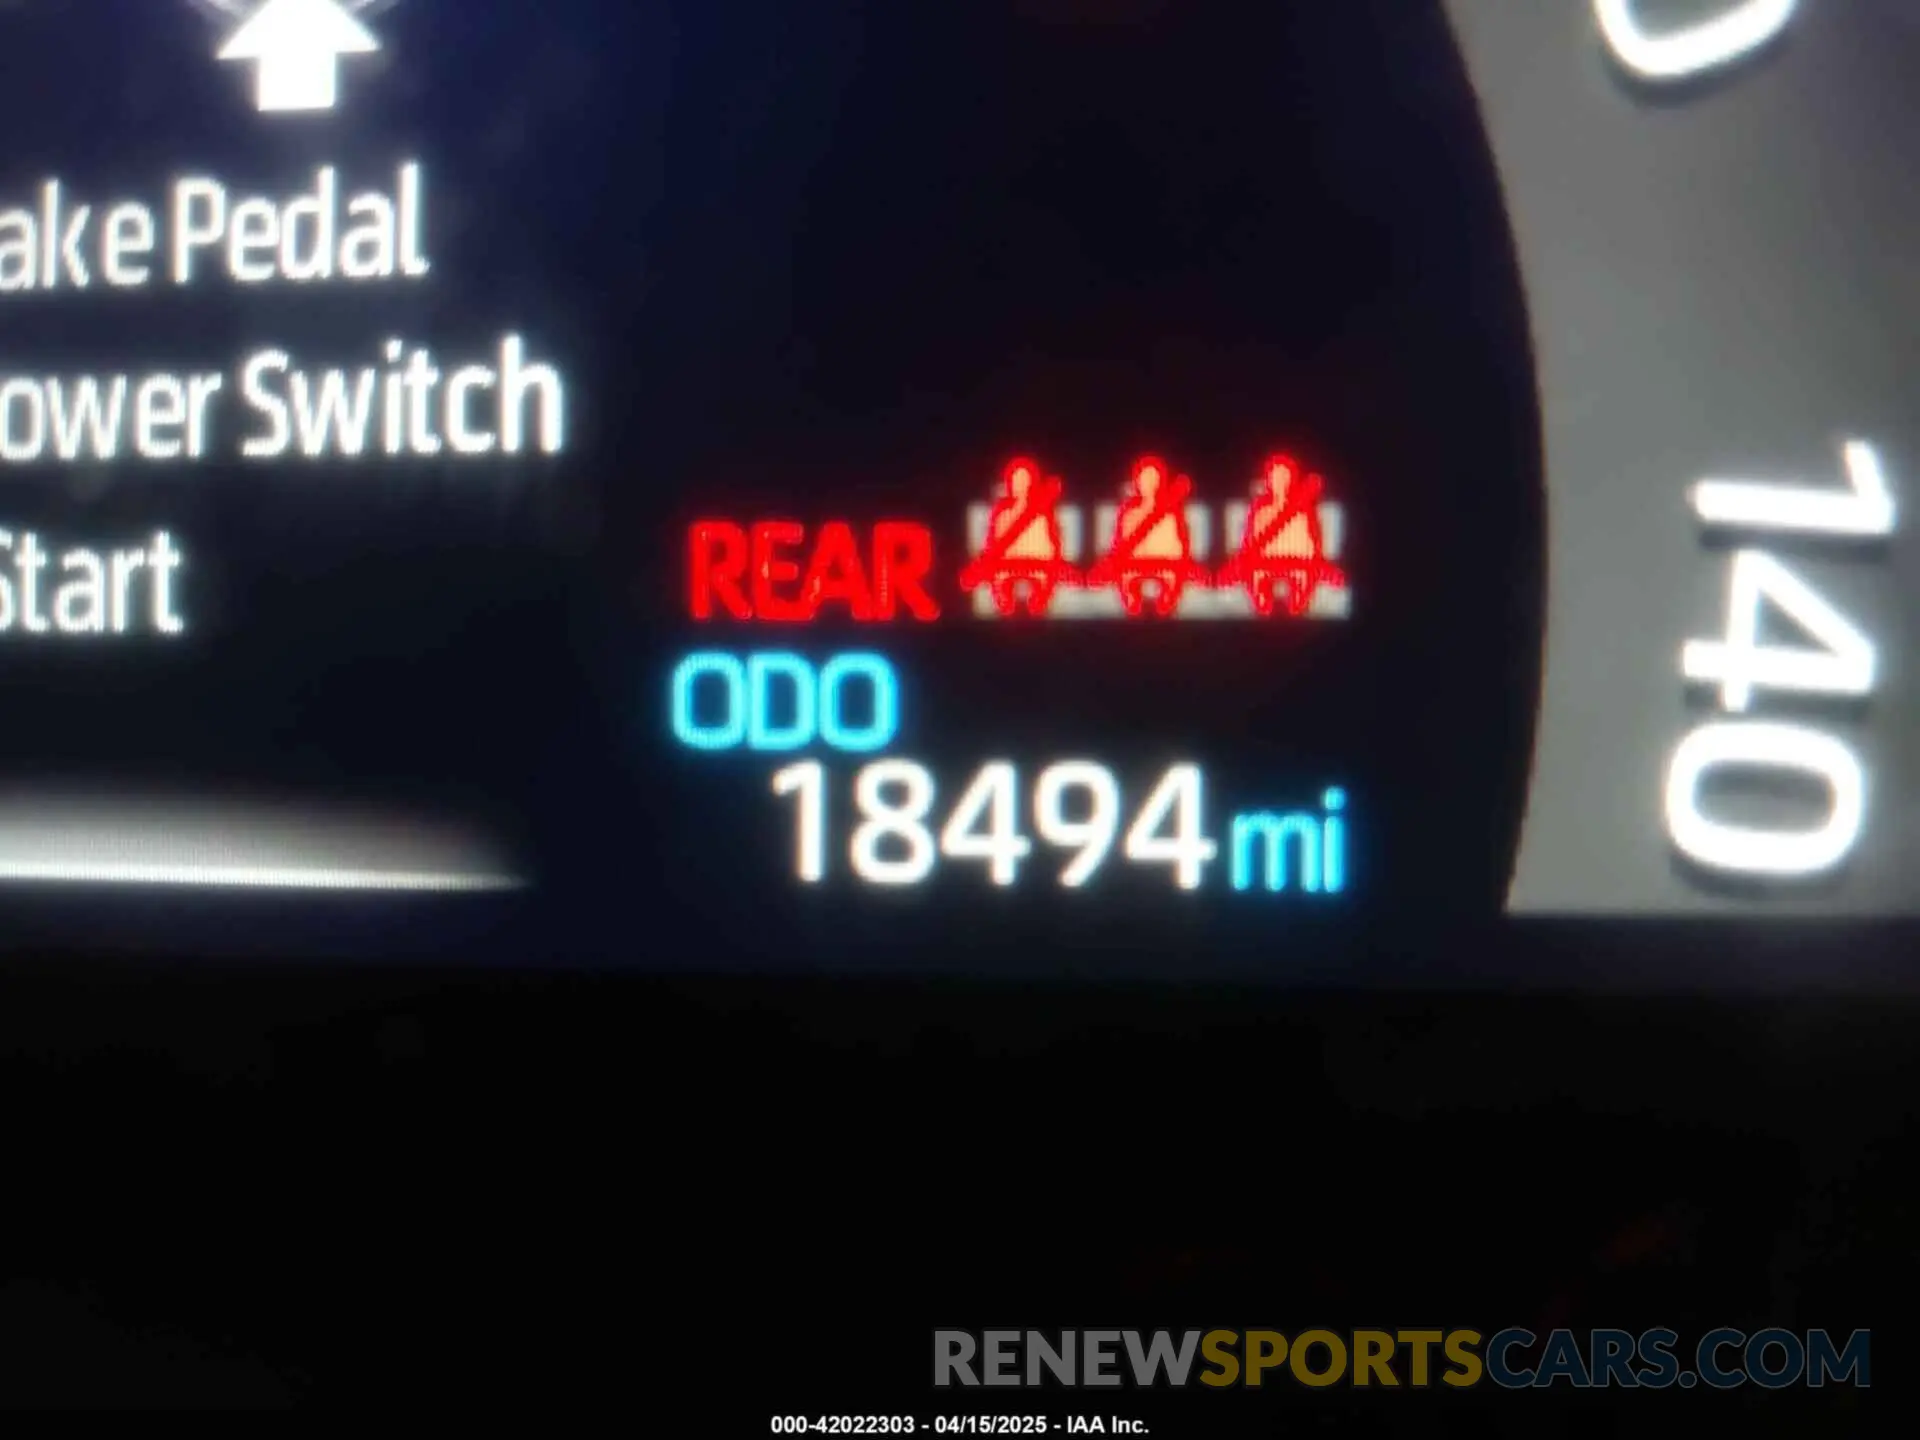 ake Pedal
ower Switch
Start
REAR
ODO
18494 mi
140
RENEWSPORTSCARS.COM
000-42022303 - 04/15/2025 - IAA Inc.